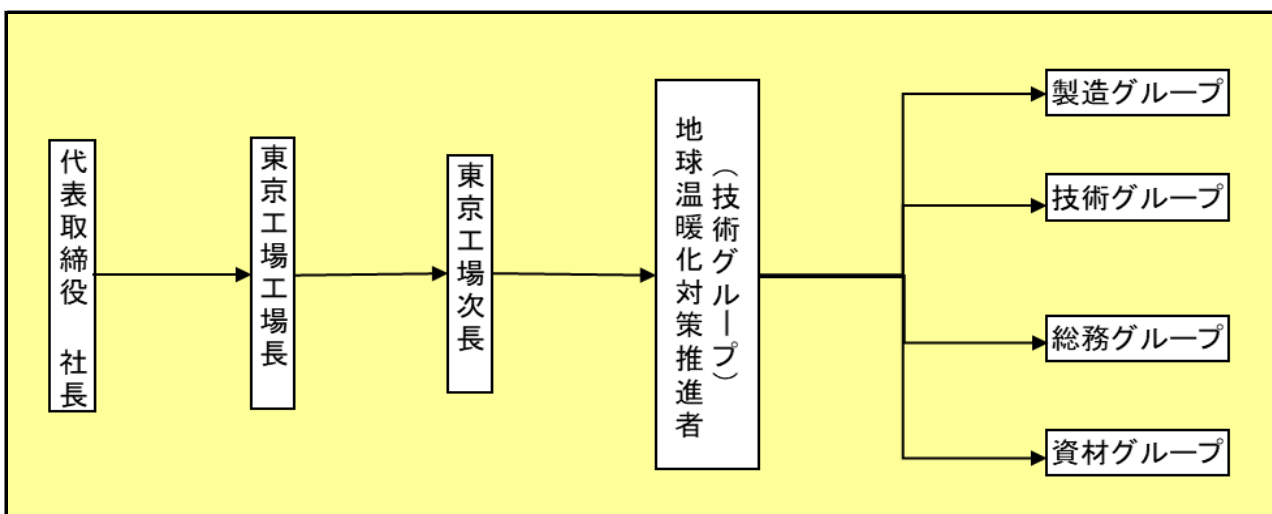 代表取締役　社長
東京工場工場長
東京工場次長
地球温暖化対策推進者
（技術グループ）
製造グループ
技術グループ
総務グループ
資材グループ